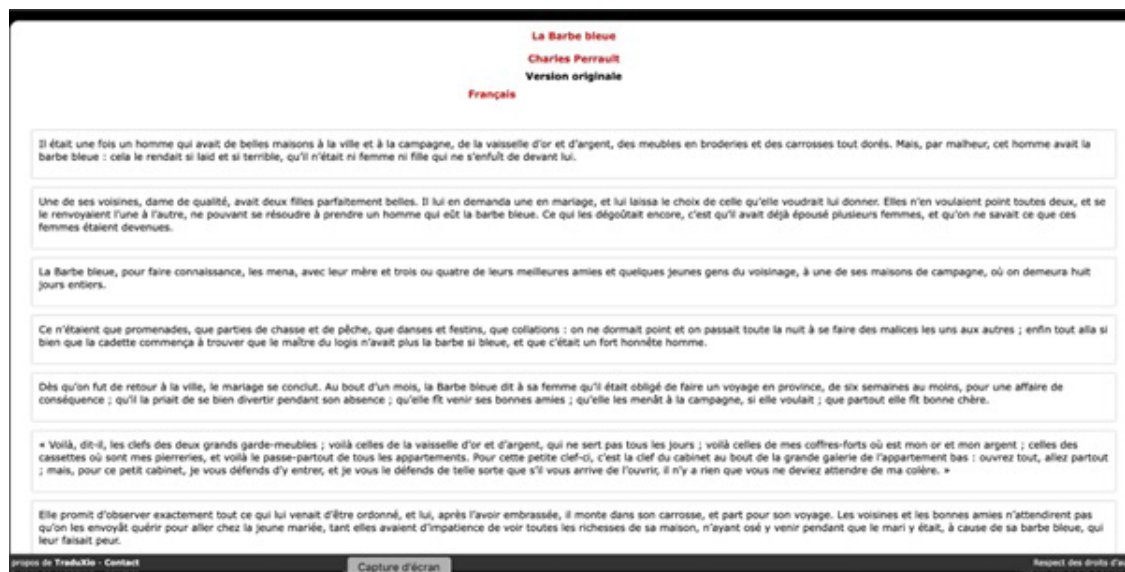 La Barbe bleue
Charles Perrault
Version originale
Français
Il était une fois un homme qui avait de belles maisons à la ville et à la campagne, de la vaisselle d'or et d'argent, des meubles en broderies et des carrosses tout dorés. Mais, par malheur, cet homme avait la
barbe bleue : cela le rendait si laid et si terrible, qu'il n'était ni femme ni fille qui ne s'enfuît de devant lui.
Une de ses voisines, dame de qualité, avait deux filles parfaitement belles. Il lui en demanda une en mariage, et lui laissa le choix de celle qu'elle voudrait lui donner. Elles n'en voulaient point toutes deux, et se
le renvoyaient l'une à l'autre, ne pouvant se résoudre à prendre un homme qui eût la barbe bleue. Ce qui les dégoûtait encore, c'est qu'il avait déjà épousé plusieurs femmes, et qu'on ne savait ce que ces
femmes étaient devenues.
La Barbe bleue, pour faire connaissance, les mena, avec leur mère et trois ou quatre de leurs meilleures amies et quelques jeunes gens du voisinage, à une de ses maisons de campagne, où on demeura huit
jours entiers.
Ce n'étaient que promenades, que parties de chasse et de pêche, que danses et festins, que collations : on ne dormait point et on passait toute la nuit à se faire des malices les uns aux autres ; enfin tout alla si
bien que la cadette commença à trouver que le maître du logis n'avait plus la barbe si bleue, et que c'était un fort honnête homme.
Dès qu'on fut de retour à la ville, le mariage se conclut. Au bout d'un mois, la Barbe bleue dit à sa femme qu'il était obligé de faire un voyage en province, de six semaines au moins, pour une affaire de
conséquence ; qu'il la priait de se bien divertir pendant son absence ; qu'elle fît venir ses bonnes amies ; qu'elle les menât à la campagne, si elle voulait ; que partout elle fît bonne chère.
« Voilà, dit-il, les clefs des deux grands garde-meubles ; voilà celles de la vaisselle d'or et d'argent, qui ne sert pas tous les jours ; voilà celles de mes coffres-forts où est mon or et mon argent ; celles des
cassettes où sont mes pierreries, et voilà le passe-partout de tous les appartements. Pour cette petite clef-ci, c'est la clef du cabinet au bout de la grande galerie de l'appartement bas : ouvrez tout, allez partout
; mais, pour ce petit cabinet, je vous défends d'y entrer, et je vous le défends de telle sorte que s'il vous arrive de l'ouvrir, il n'y a rien que vous ne deviez attendre de ma colère. »
Elle promit d'observer exactement tout ce qui lui venait d'être ordonné, et lui, après l'avoir embrassée, il monte dans son carrosse, et part pour son voyage. Les voisines et les bonnes amies n'attendirent pas
qu'on les envoyât quérir pour aller chez la jeune mariée, tant elles avaient d'impatience de voir toutes les richesses de sa maison, n'ayant osé y venir pendant que le mari y était, à cause de sa barbe bleue, qui
leur faisait peur.
propos de TraduXio - Contact
Capture d'écran
Respect des droits d'au